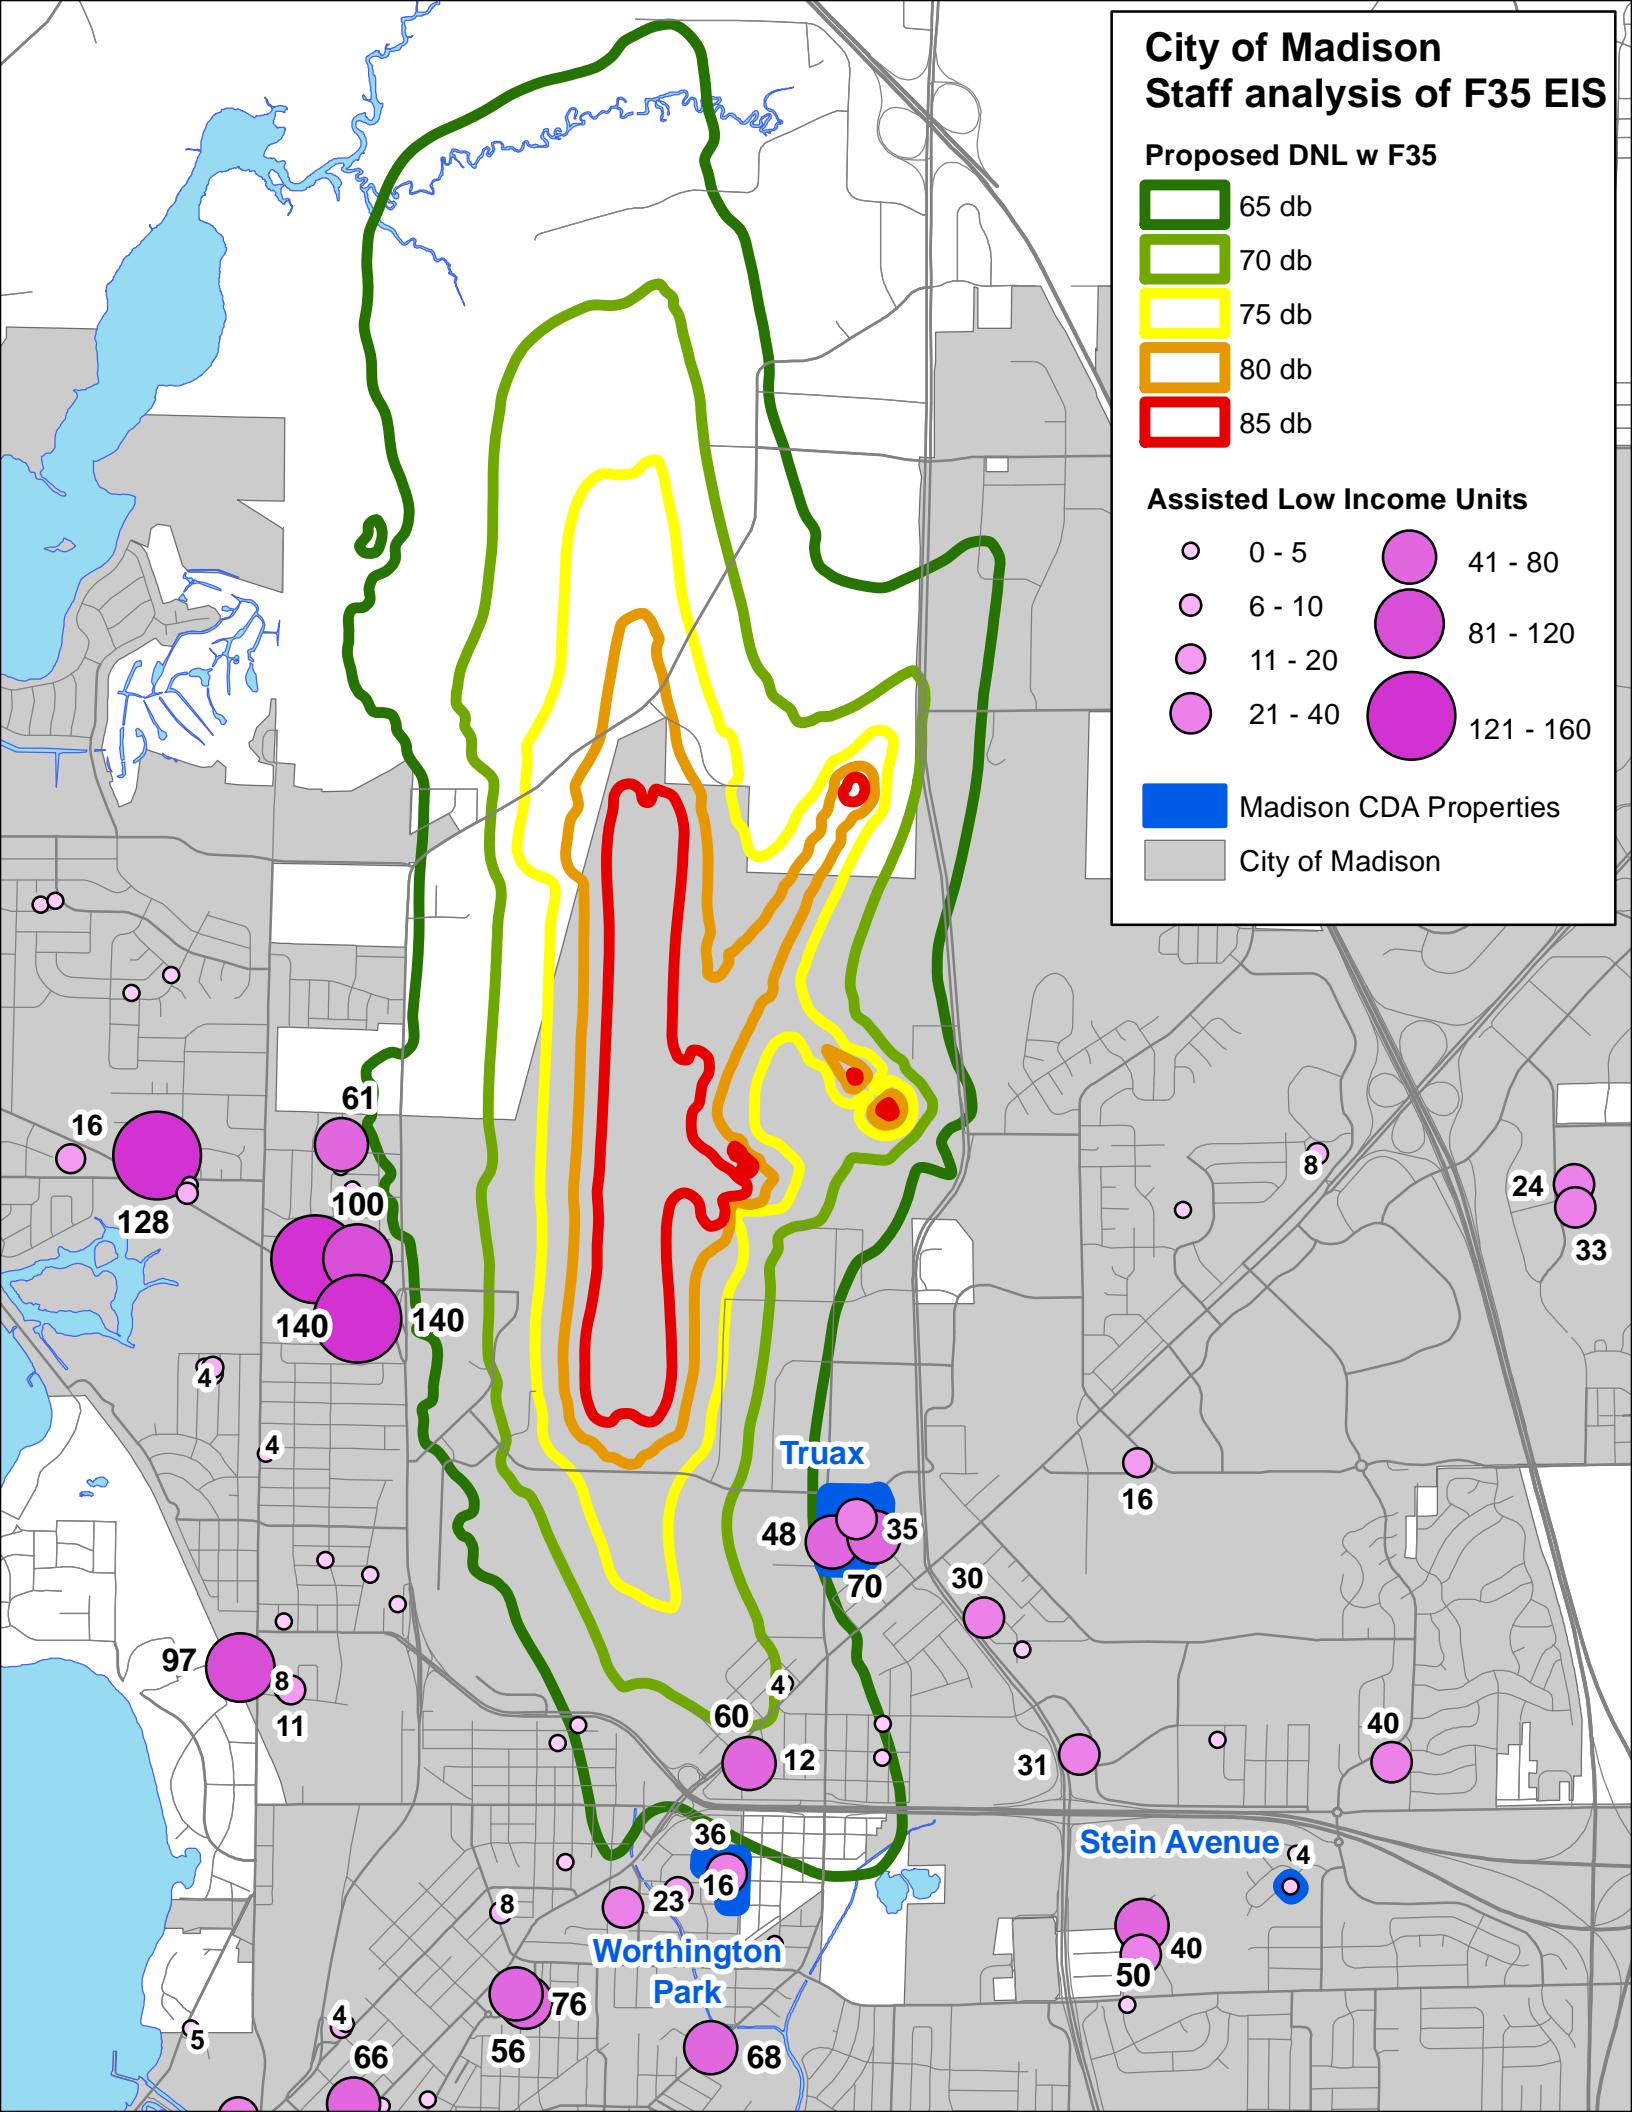 City of Madison
Staff analysis of F35 EIS
Proposed DNL w F35
65 db
70 db
75 db
80 db
85 db
Assisted Low Income Units
0 - 5
6 - 10
11 - 20
21 - 40
41 - 80
81 - 120
121 - 160
Madison CDA Properties
City of Madison
61
16
128
100
140
140
4
4
8
24
33
16
Truax
48
35
70
30
97
8
11
4
60
12
31
40
36
16
23
8
Worthington
Park
Stein Avenue
4
40
50
76
56
4
5
66
68